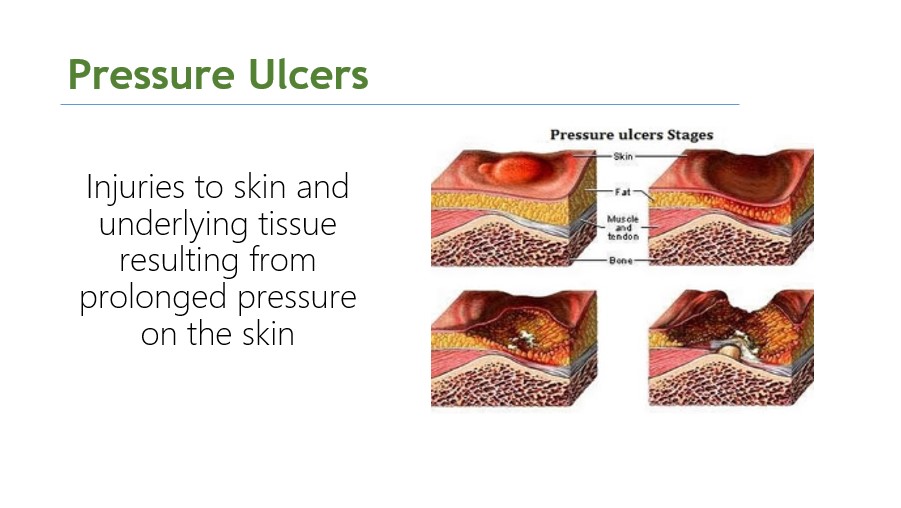 Pressure Ulcers
Injuries to skin and
underlying tissue
resulting from
prolonged pressure
on the skin
Pressure ulcers Stages
Skin
Fat
Muscle
and
tendon
Bone